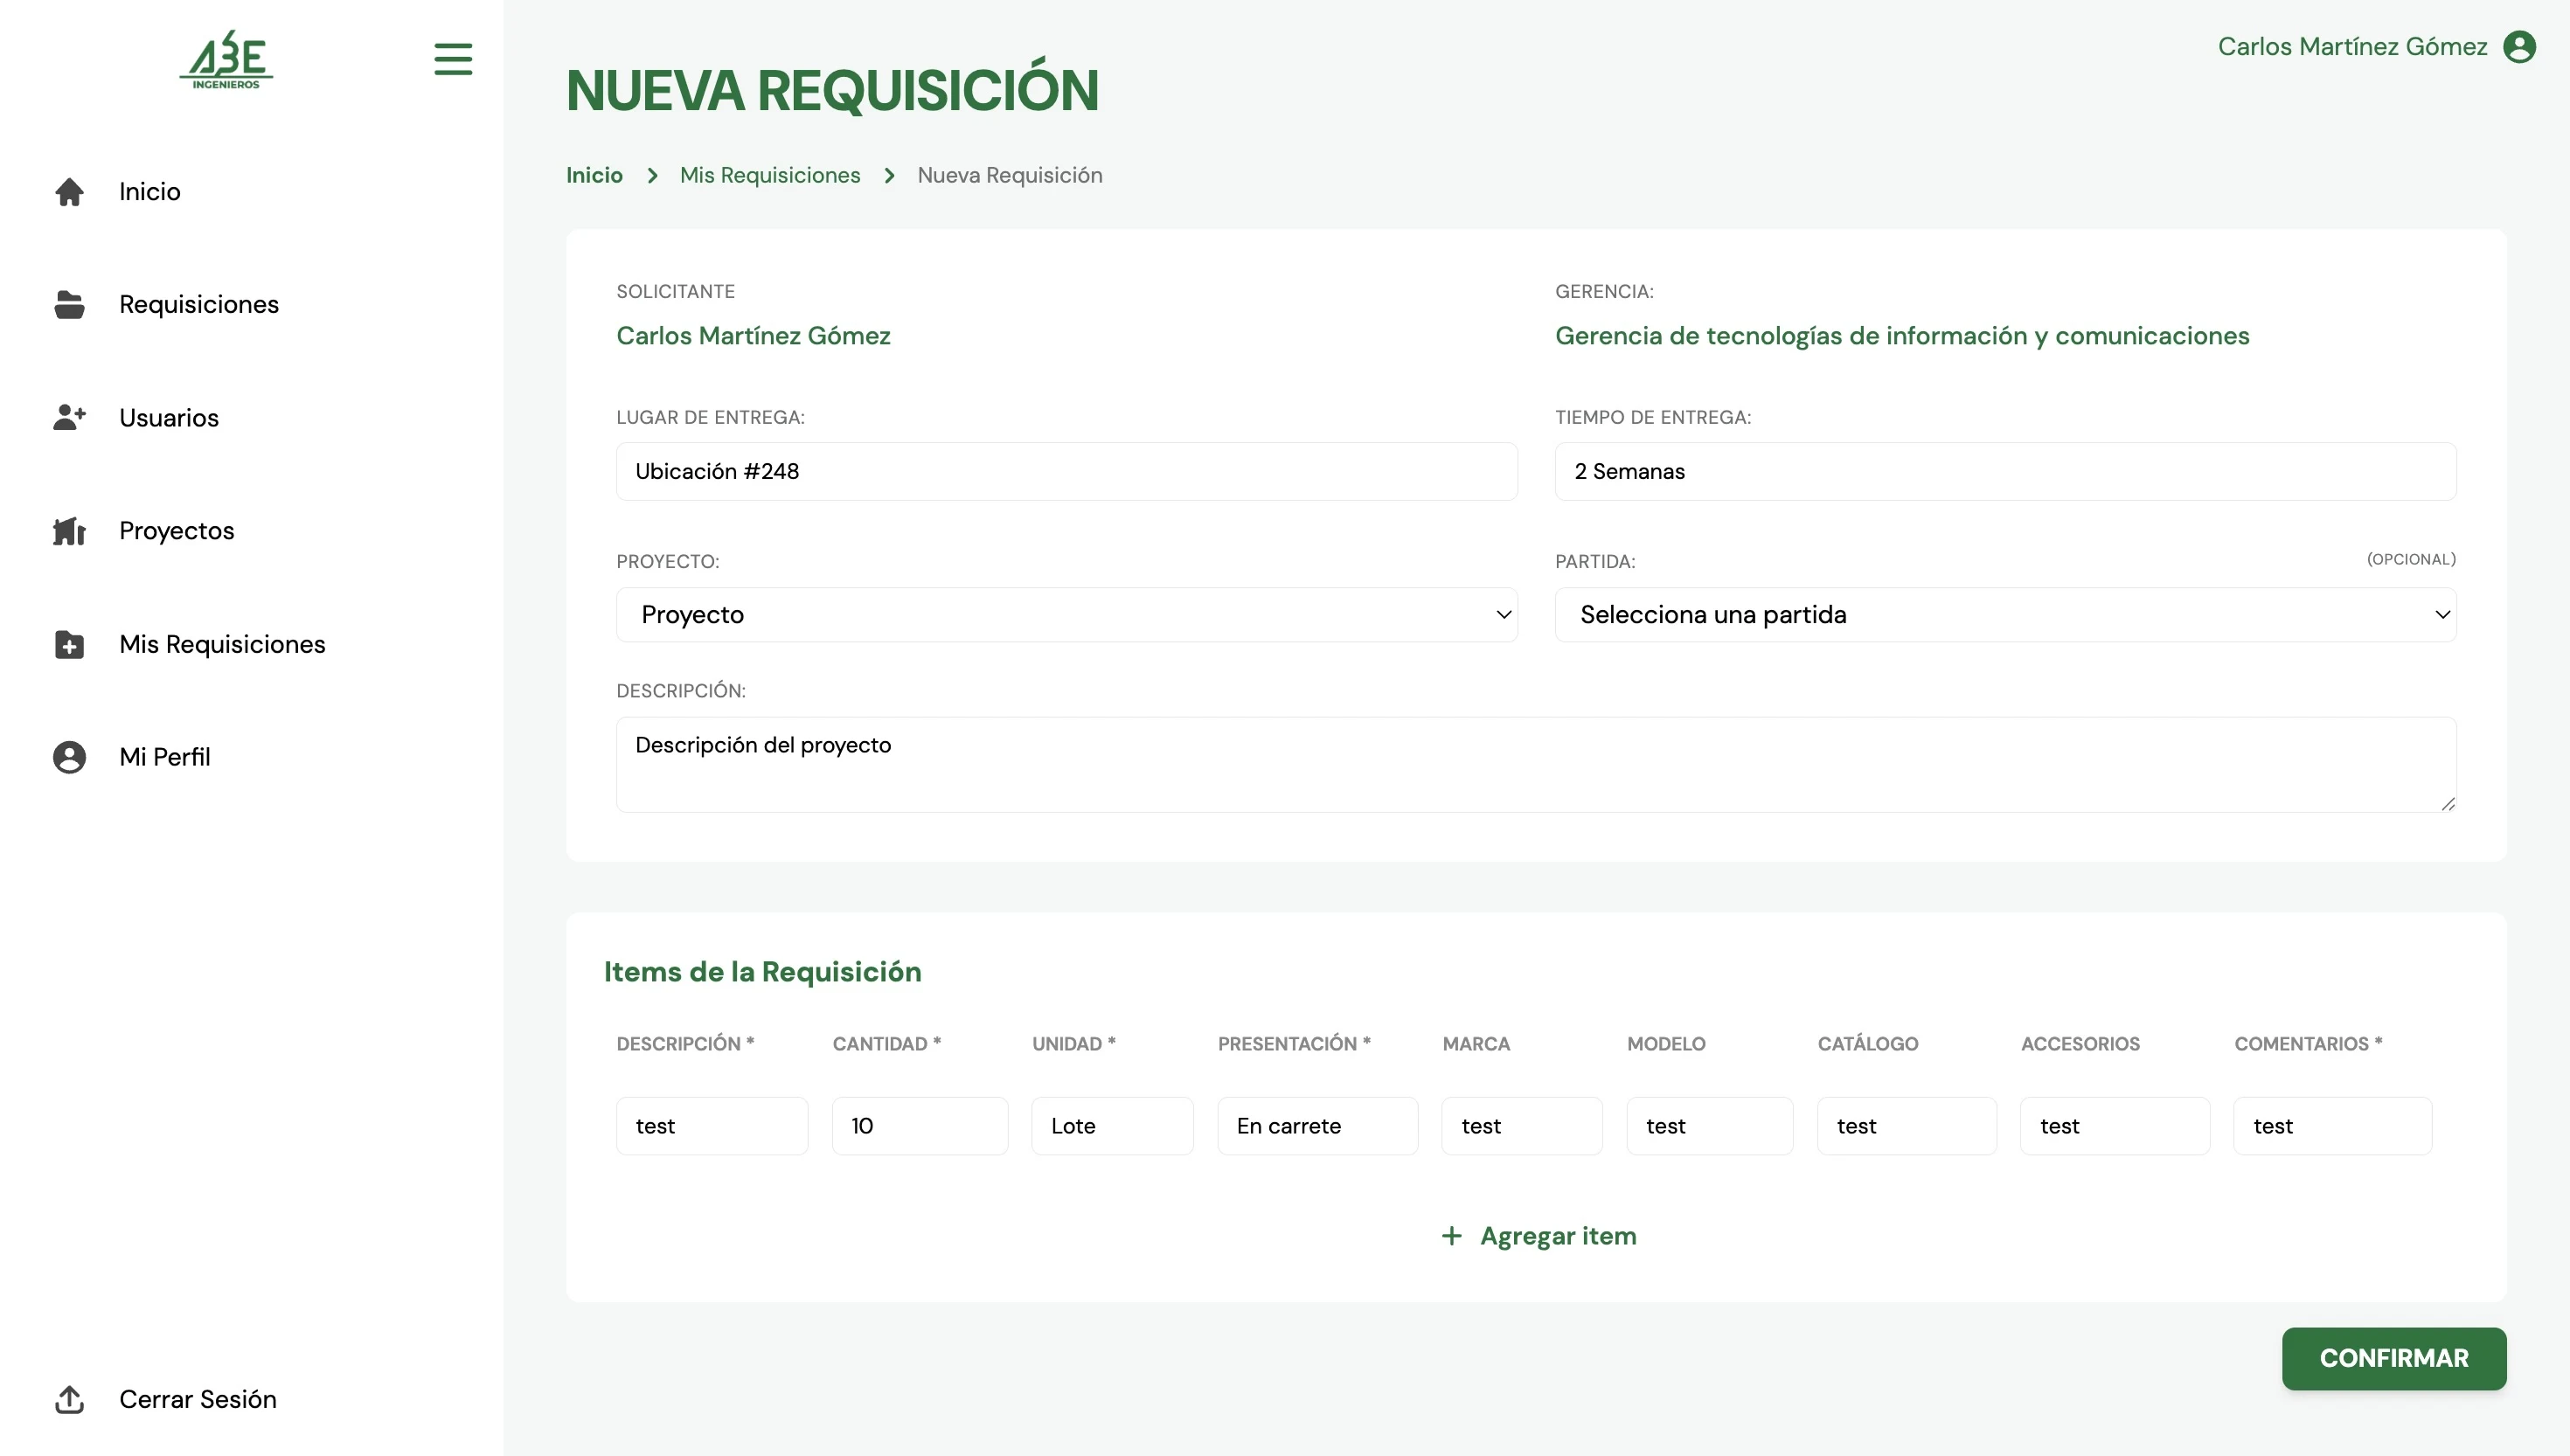 ABE
INGENIEROS
Inicio
Requisiciones
Usuarios
Proyectos
Mis Requisiciones
Mi Perfil
Cerrar Sesión
Carlos Martínez Gómez
NUEVA REQUISICIÓN
Inicio > Mis Requisiciones > Nueva Requisición
SOLICITANTE
Carlos Martínez Gómez
GERENCIA:
Gerencia de tecnologías de información y comunicaciones
LUGAR DE ENTREGA:
Ubicación #248
TIEMPO DE ENTREGA:
2 Semanas
PROYECTO:
Proyecto
PARTIDA: (OPCIONAL)
Selecciona una partida
DESCRIPCIÓN:
Descripción del proyecto
Items de la Requisición
DESCRIPCIÓN * CANTIDAD * UNIDAD * PRESENTACIÓN * MARCA MODELO CATÁLOGO ACCESORIOS COMENTARIOS *
test 10 Lote En carrete test test test test test
+ Agregar item
CONFIRMAR